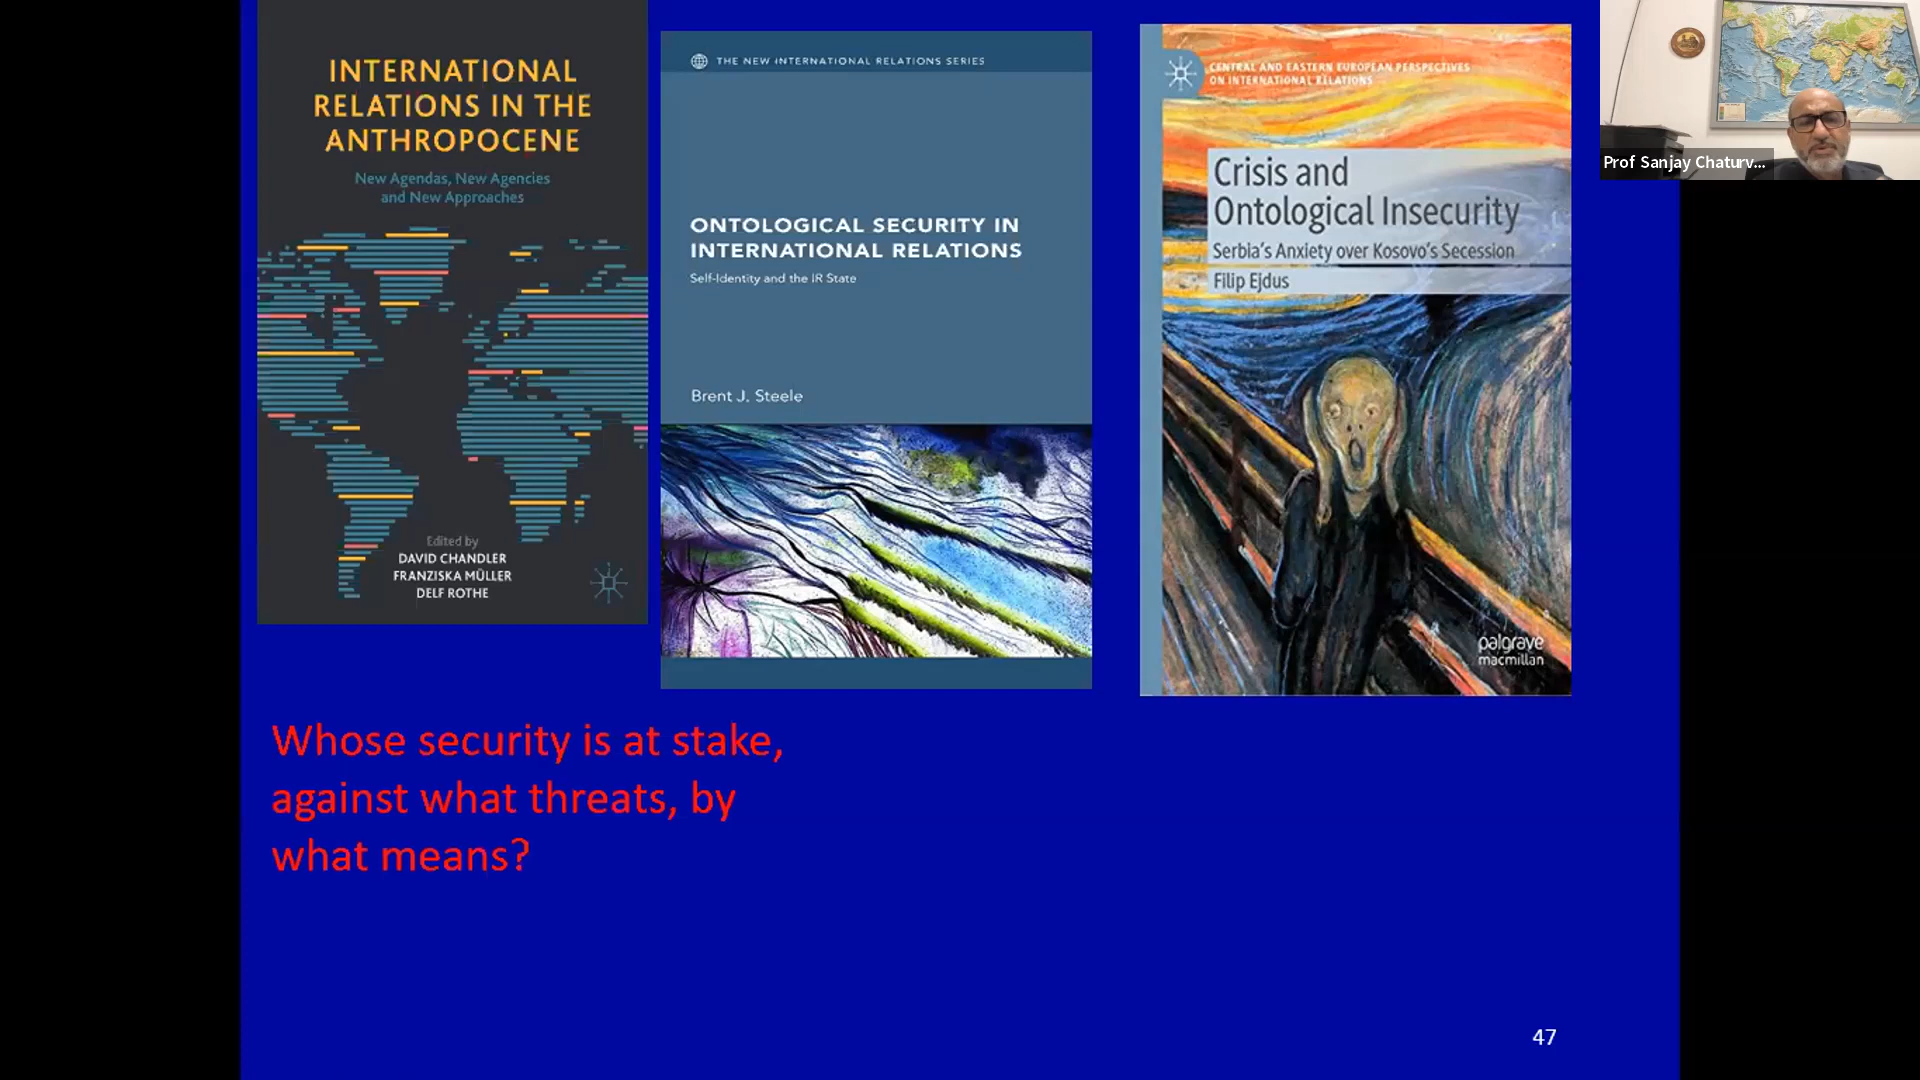 INTERNATIONAL
RELATIONS IN THE
ANTHROPOCENE
New Agendas, New Agencies
and New Approaches
Edited by
DAVID CHANDLER
FRANZISKA MÜLLER
DELF ROTHE
THE NEW INTERNATIONAL RELATIONS SERIES
ONTOLOGICAL SECURITY IN
INTERNATIONAL RELATIONS
Self-Identity and the IR State
Brent J. Steele
CENTRAL AND EASTERN EUROPEAN PERSPECTIVES
ON INTERNATIONAL RELATIONS
Crisis and
Ontological Insecurity
Serbia's Anxiety over Kosovo's Secession
Filip Ejdus
palgrave
macmillan
Prof Sanjay Chaturv...
Whose security is at stake,
against what threats, by
what means?
47